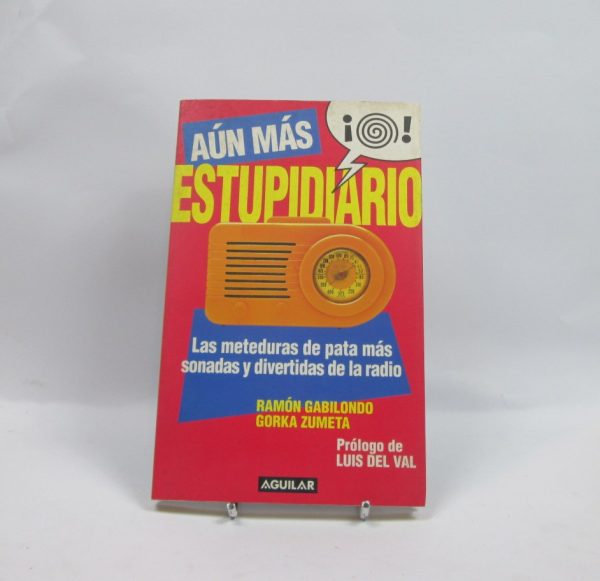 AÚN MÁS
¡ !
ESTUPIDIARIO
Las meteduras de pata más
sonadas y divertidas de la radio
RAMÓN GABILONDO
GORKA ZUMETA
Prólogo de
LUIS DEL VAL
AGUILAR